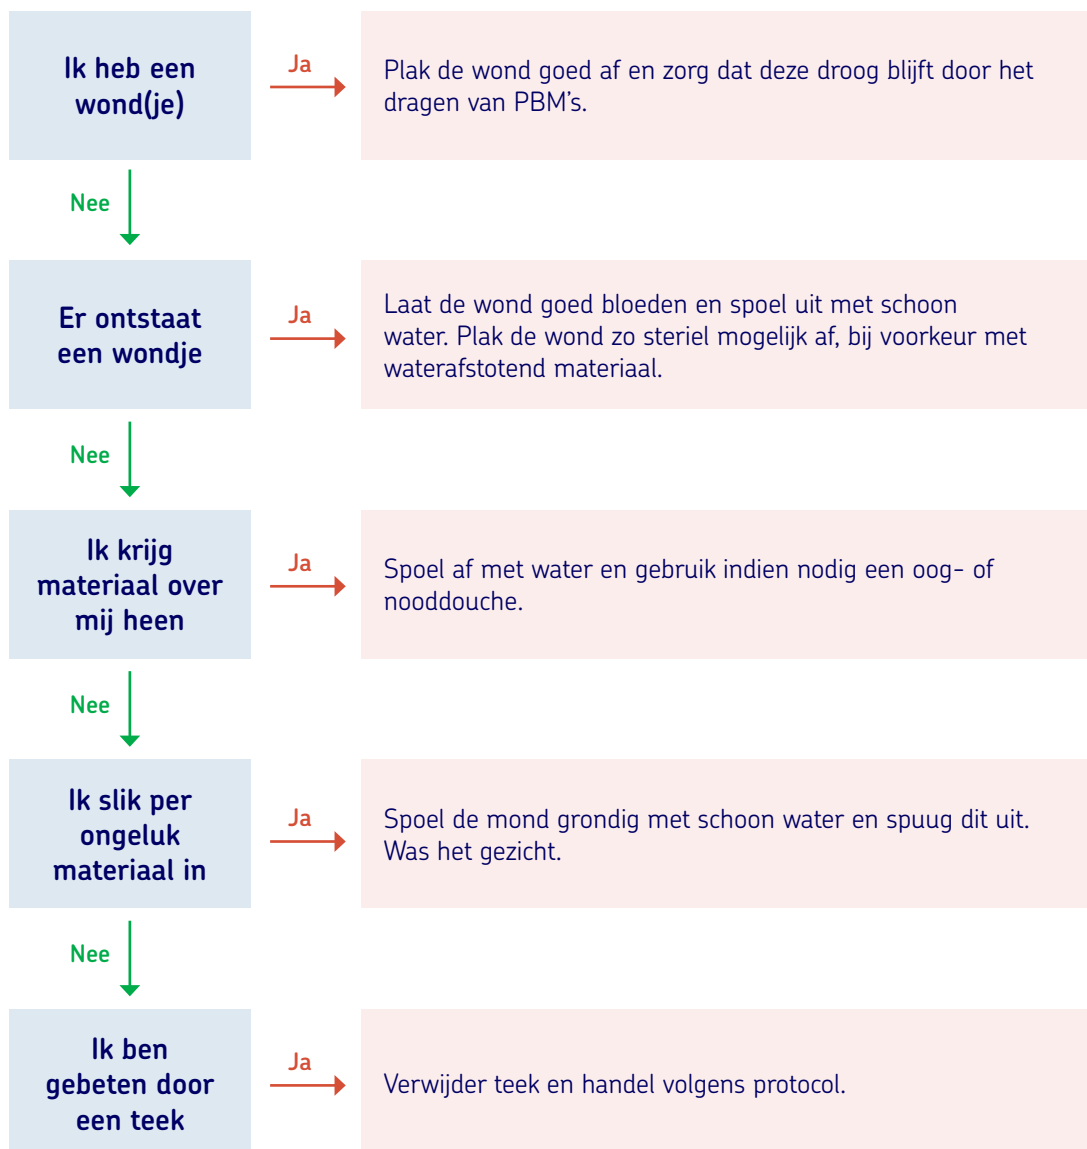 Ik heb een
wond(je)
Ja
Plak de wond goed af en zorg dat deze droog blijft door het
dragen van PBM's.
Nee
Er ontstaat
een wondje
Ja
Laat de wond goed bloeden en spoel uit met schoon
water. Plak de wond zo steriel mogelijk af, bij voorkeur met
waterafstotend materiaal.
Nee
Ik krijg
materiaal over
mij heen
Ja
Spoel af met water en gebruik indien nodig een oog- of
nooddouche.
Nee
Ik slik per
ongeluk
materiaal in
Ja
Spoel de mond grondig met schoon water en spuug dit uit.
Was het gezicht.
Nee
Ik ben
gebeten door
een teek
Ja
Verwijder teek en handel volgens protocol.